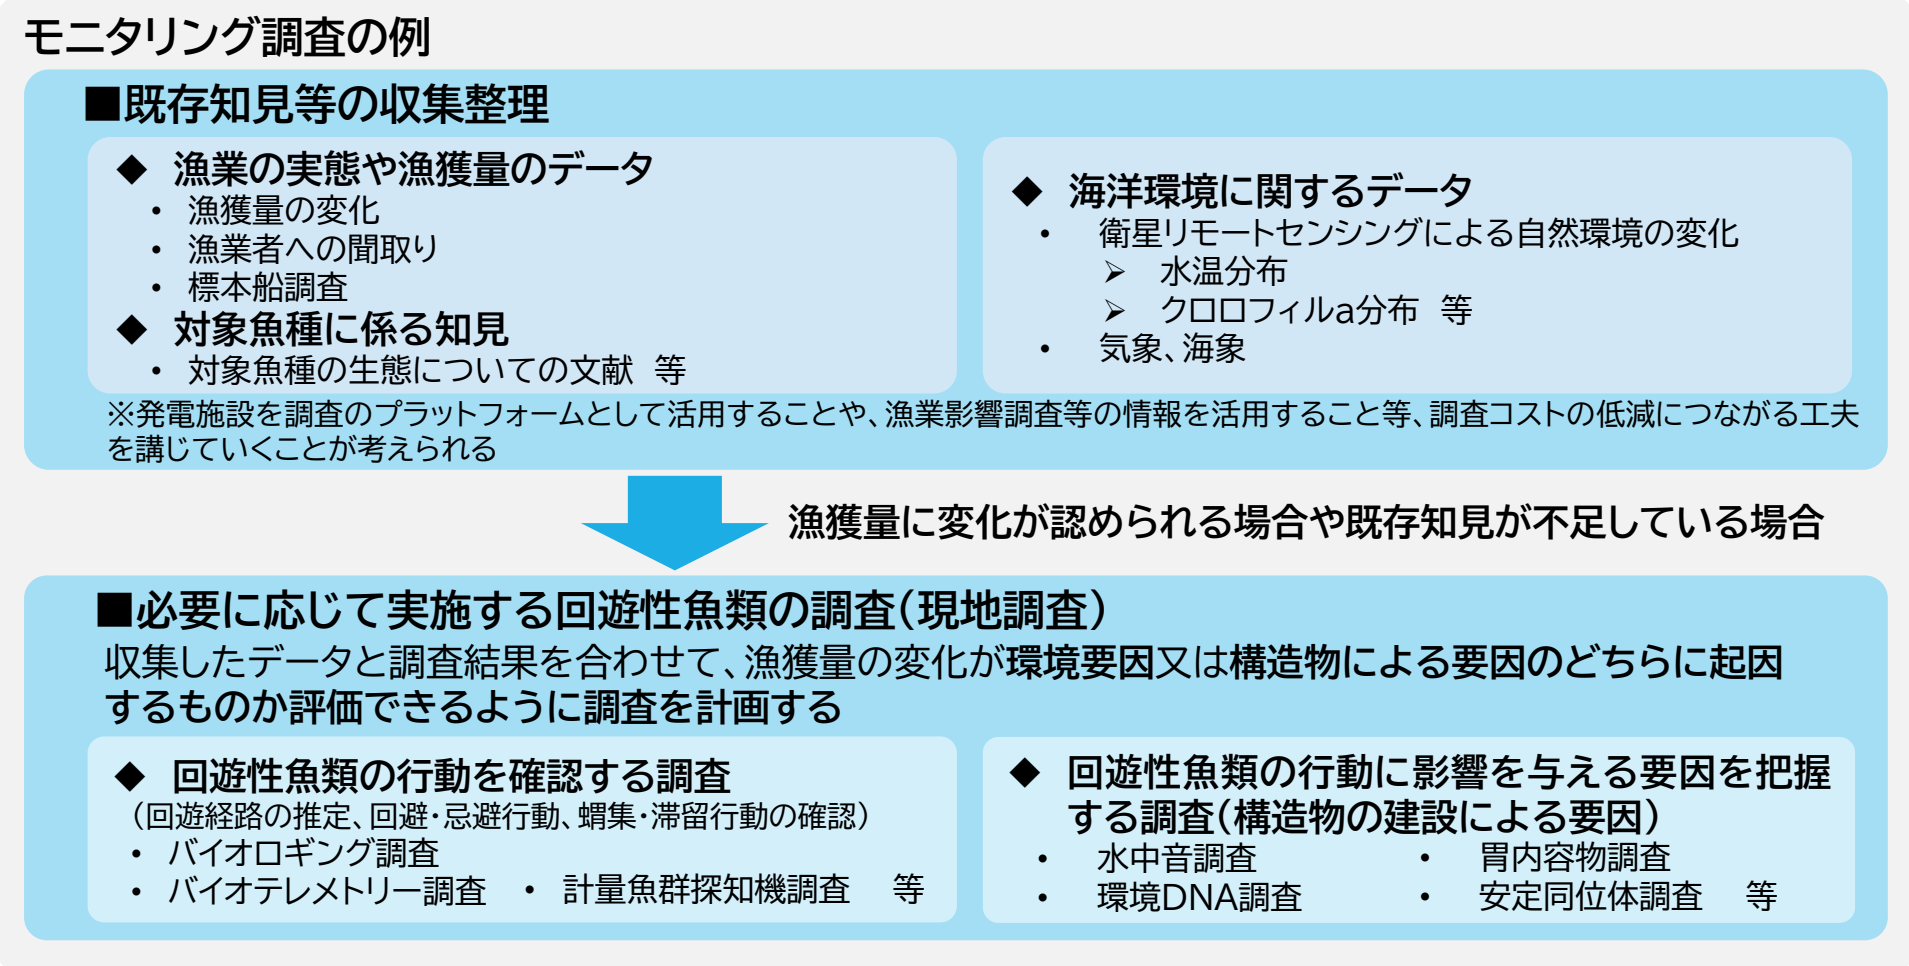 モニタリング調査の例
■既存知見等の収集整理
◆ 漁業の実態や漁獲量のデータ
・ 漁獲量の変化
・ 漁業者への聞取り
・ 標本船調査
◆ 対象魚種に係る知見
・ 対象魚種の生態についての文献 等
◆ 海洋環境に関するデータ
・ 衛星リモートセンシングによる自然環境の変化
➢ 水温分布
➢ クロロフィルa分布 等
・ 気象、海象
※発電施設を調査のプラットフォームとして活用することや、漁業影響調査等の情報を活用すること等、調査コストの低減につながる工夫
を講じていくことが考えられる
漁獲量に変化が認められる場合や既存知見が不足している場合
■必要に応じて実施する回遊性魚類の調査(現地調査)
収集したデータと調査結果を合わせて、漁獲量の変化が環境要因又は構造物による要因のどちらに起因
するものか評価できるように調査を計画する
◆ 回遊性魚類の行動を確認する調査
(回遊経路の推定、回避・忌避行動、蝟集・滞留行動の確認)
・ バイオロギング調査
・ バイオテレメトリー調査 ・ 計量魚群探知機調査 等
◆ 回遊性魚類の行動に影響を与える要因を把握
する調査(構造物の建設による要因)
・ 水中音調査 ・ 胃内容物調査
・ 環境DNA調査 ・ 安定同位体調査 等